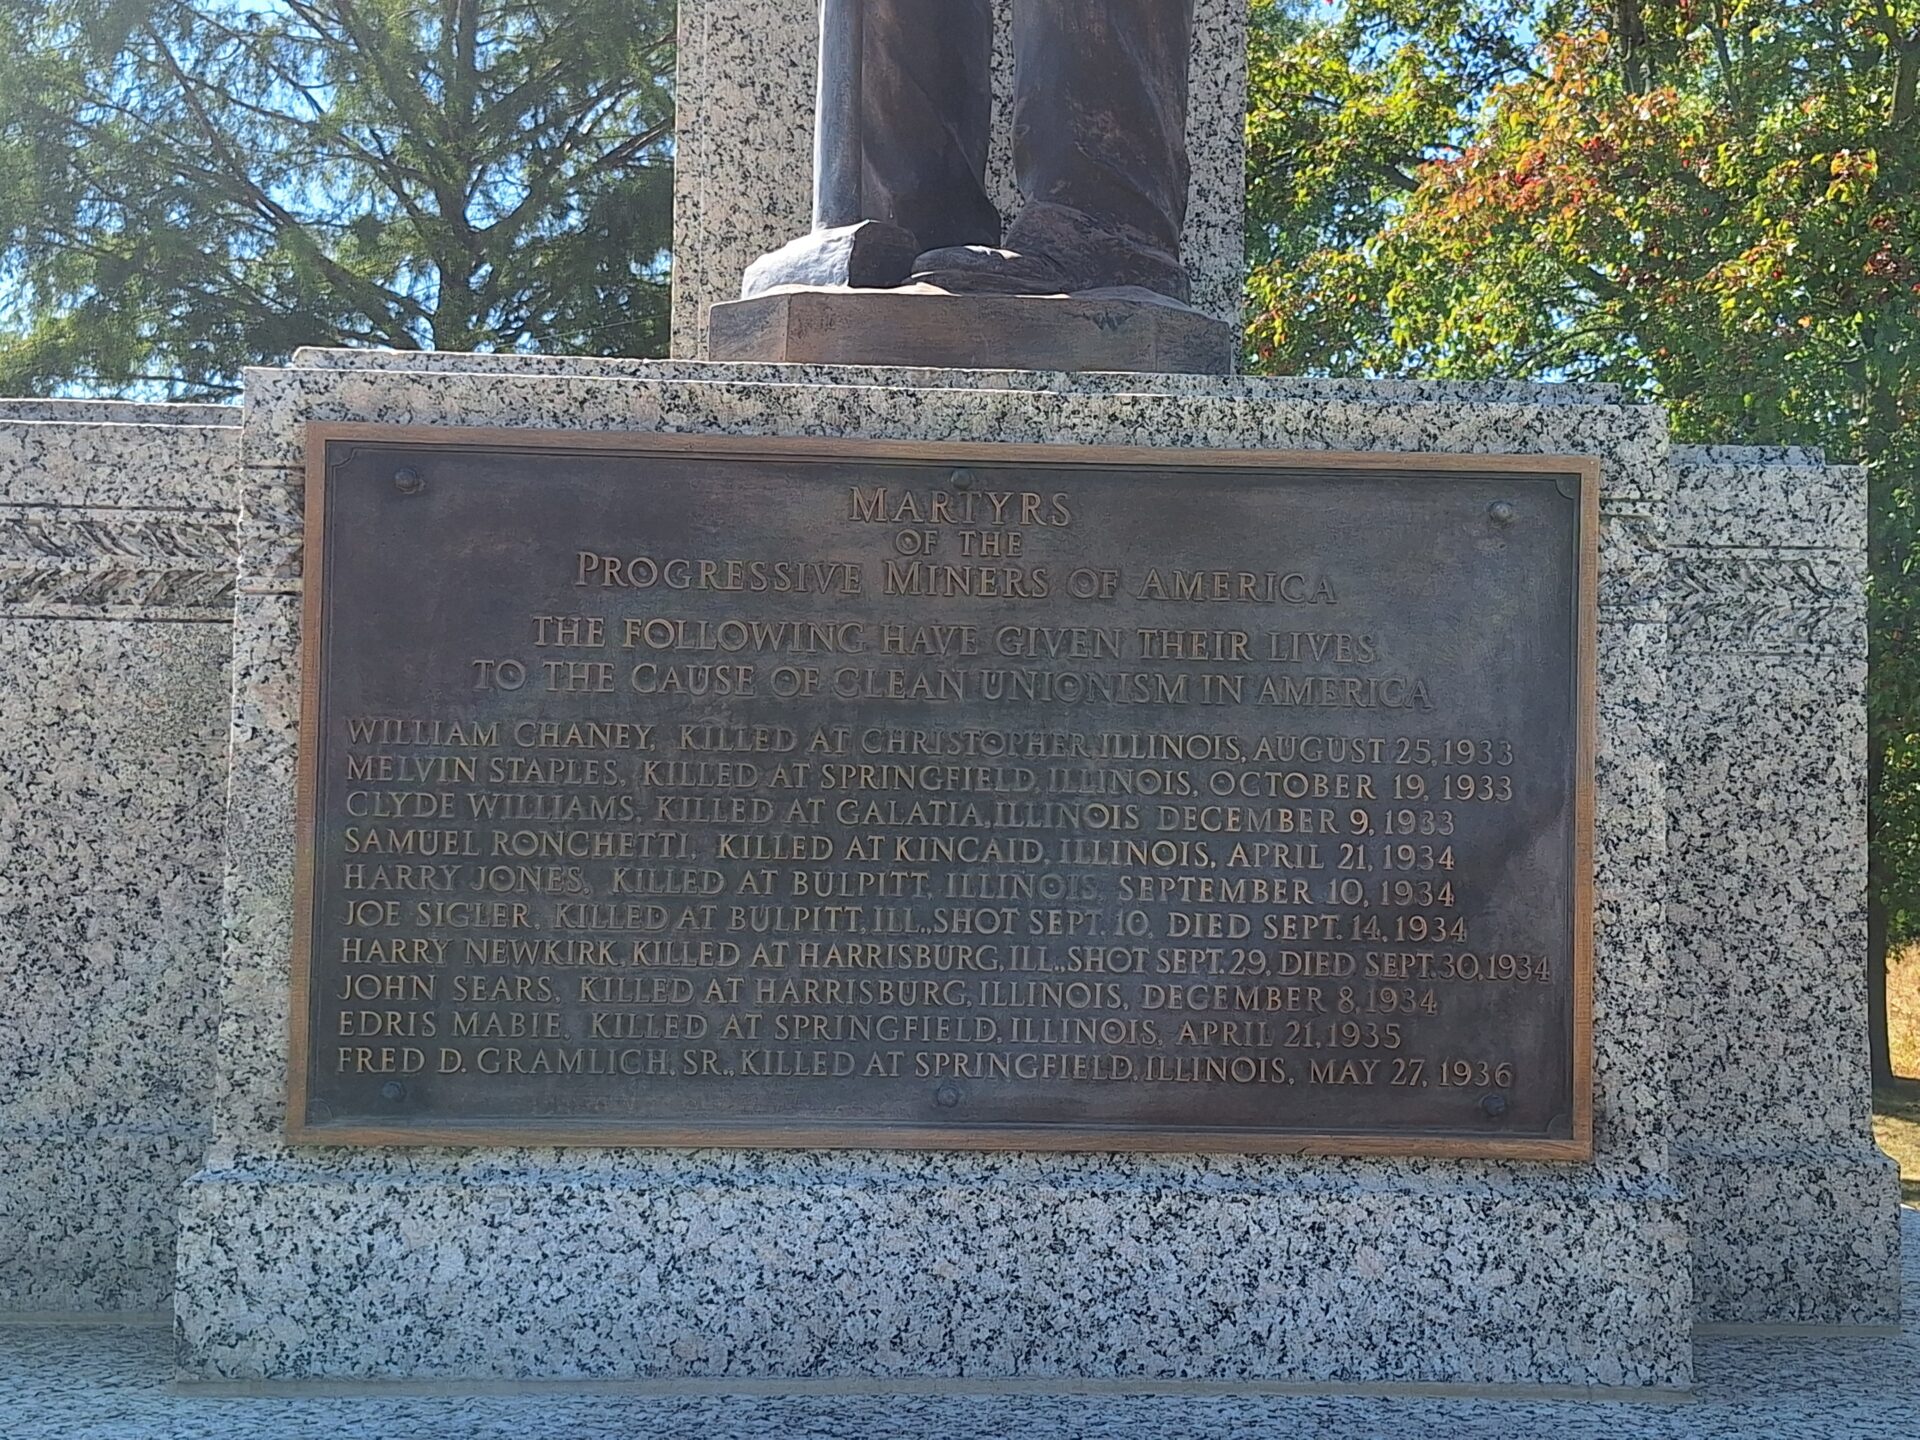 MARTYRS
OF THE
PROGRESSIVE MINERS OF AMERICA
THE FOLLOWING HAVE GIVEN THEIR LIVES
TO THE CAUSE OF CLEAN UNIONISM IN AMERICA
WILLIAM CHANEY, KILLED AT CHRISTOPHER, ILLINOIS, AUGUST 25, 1933
MELVIN STAPLES, KILLED AT SPRINGFIELD, ILLINOIS, OCTOBER 19, 1933
CLYDE WILLIAMS, KILLED AT GALATIA, ILLINOIS DECEMBER 9, 1933
SAMUEL RONCHETTI, KILLED AT KINCAID, ILLINOIS, APRIL 21, 1934
HARRY JONES, KILLED AT BULPITT, ILLINOIS, SEPTEMBER 10, 1934
JOE SIGLER, KILLED AT BULPITT, ILL., SHOT SEPT. 10, DIED SEPT. 14, 1934
HARRY NEWKIRK, KILLED AT HARRISBURG, ILL., SHOT SEPT. 29, DIED SEPT. 30, 1934
JOHN SEARS, KILLED AT HARRISBURG, ILLINOIS, DECEMBER 8, 1934
EDRIS MABIE, KILLED AT SPRINGFIELD, ILLINOIS, APRIL 21, 1935
FRED D. GRAMLICH, SR., KILLED AT SPRINGFIELD, ILLINOIS, MAY 27, 1936